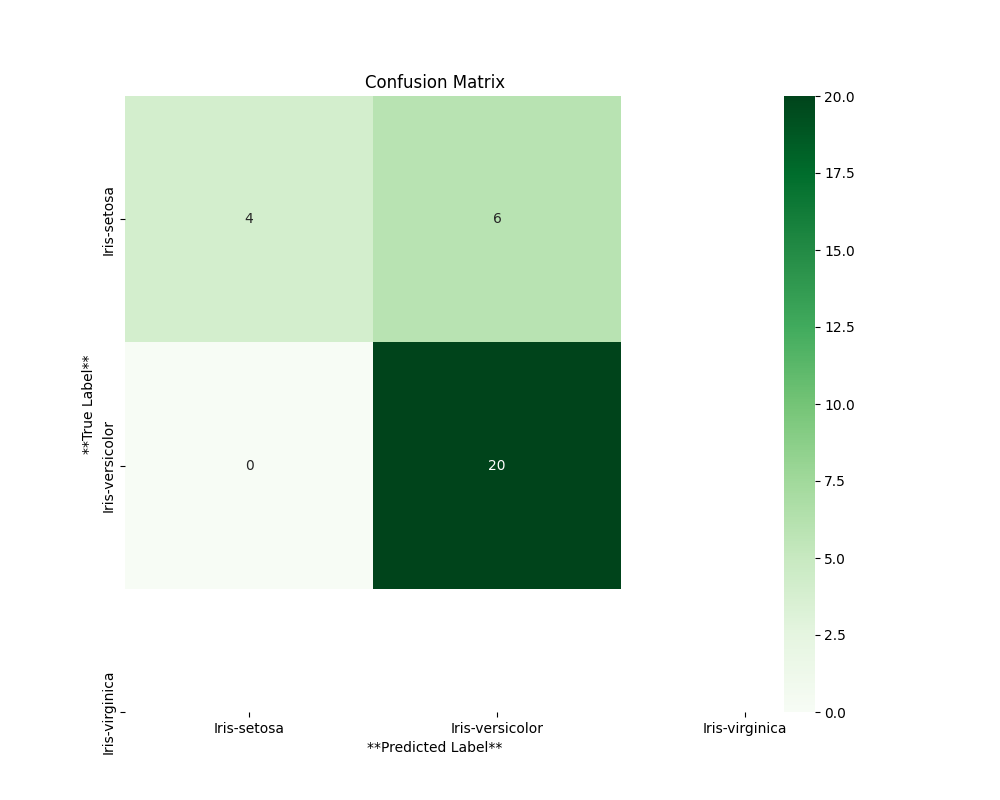 Confusion Matrix
**True Label**
Iris-setosa
Iris-versicolor
Iris-virginica
4 6
0 20
Iris-setosa Iris-versicolor Iris-virginica
**Predicted Label**
20.0
17.5
15.0
12.5
10.0
7.5
5.0
2.5
0.0